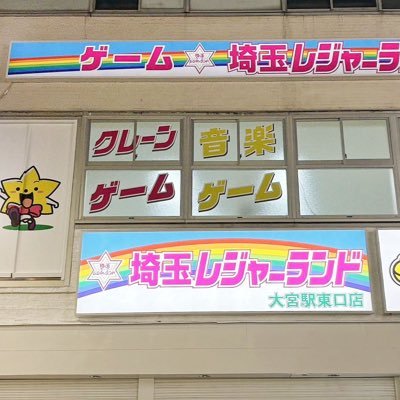 ゲーム 埼玉レジャーラン
クレーン 音楽
ゲーム ゲーム
埼玉レジャーランド
大宮駅東口店